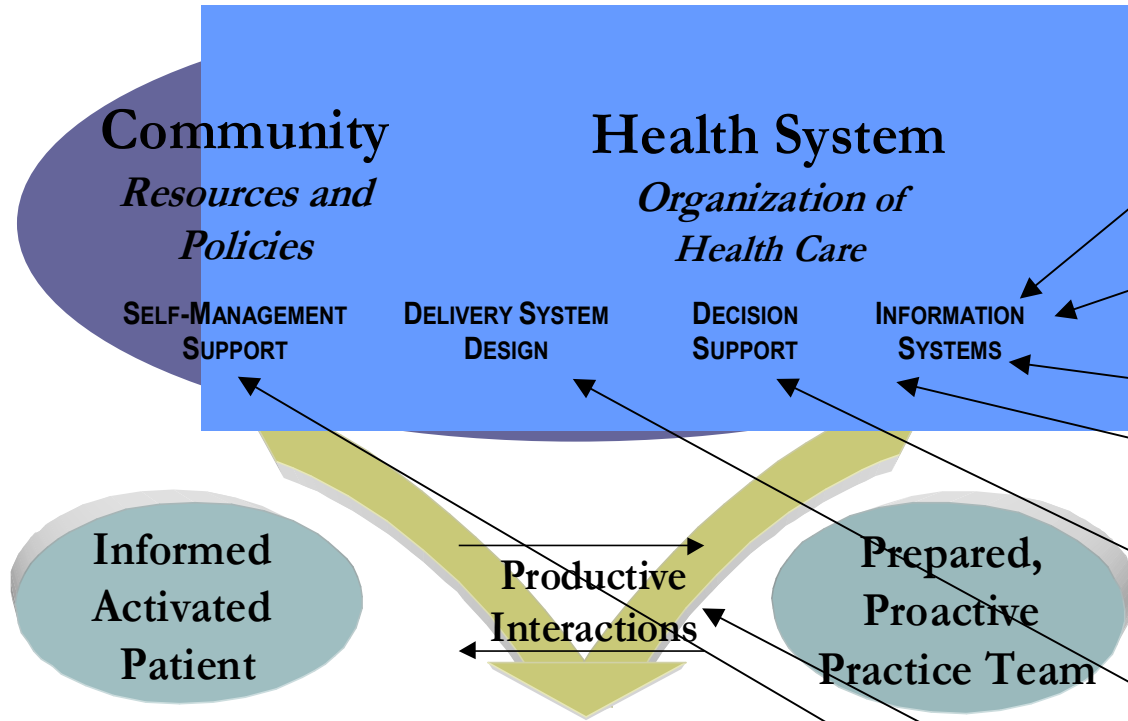 Community
Resources and
Policies
Health System
Organization of
Health Care
SELF-MANAGEMENT
SUPPORT
DELIVERY SYSTEM
DESIGN
DECISION
SUPPORT
INFORMATION
SYSTEMS
Informed
Activated
Patient
Productive
Interactions
Prepared,
Proactive
Practice Team